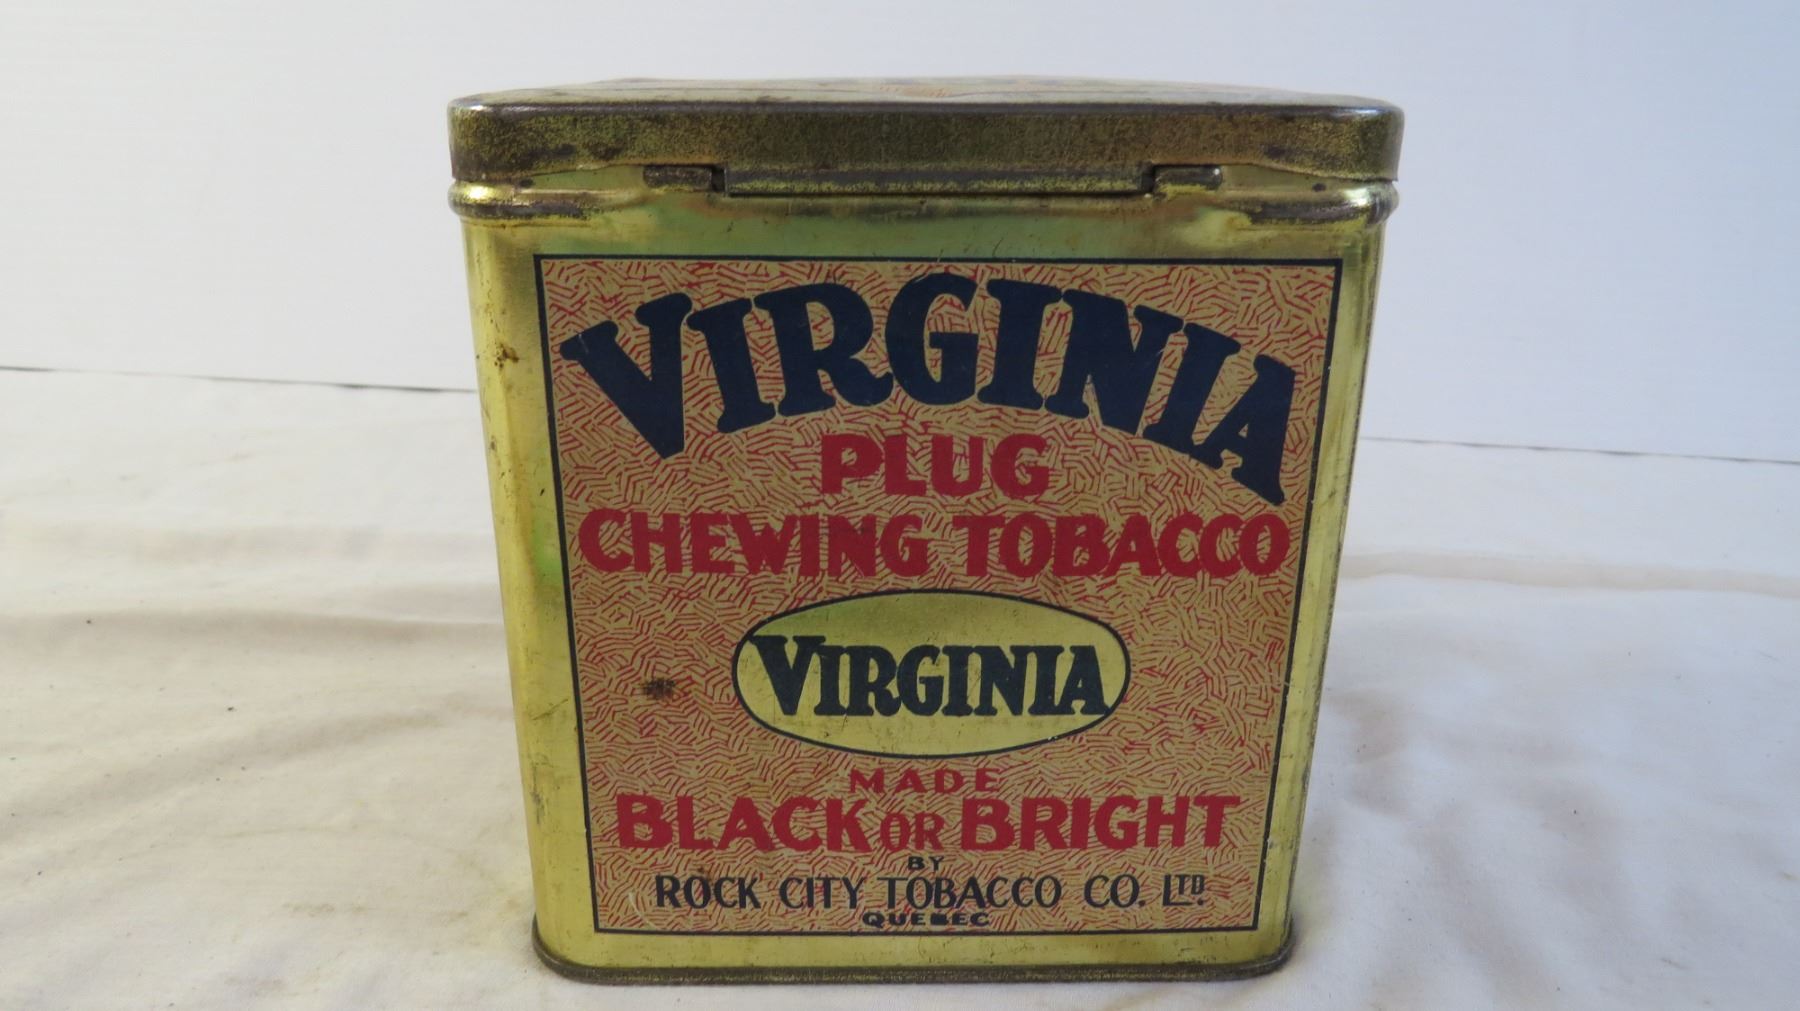 VIRGINIA
PLUG
CHEWING TOBACCO
VIRGINIA
MADE
BLACK OR BRIGHT
BY
ROCK CITY TOBACCO CO. LTD.
QUEBEC